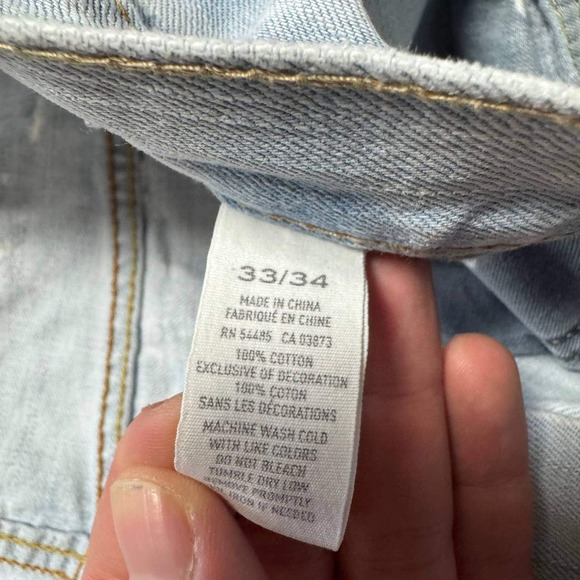 33/34
MADE IN CHINA
FABRIQUÉ EN CHINE
RN 54485 CA 03873
100% COTTON
EXCLUSIVE OF DECORATION
100% COTON
SANS LES DÉCORATIONS
MACHINE WASH COLD
WITH LIKE COLORS
DO NOT BLEACH
TUMBLE DRY LOW
REMOVE PROMPTLY
IRON IF NEEDED